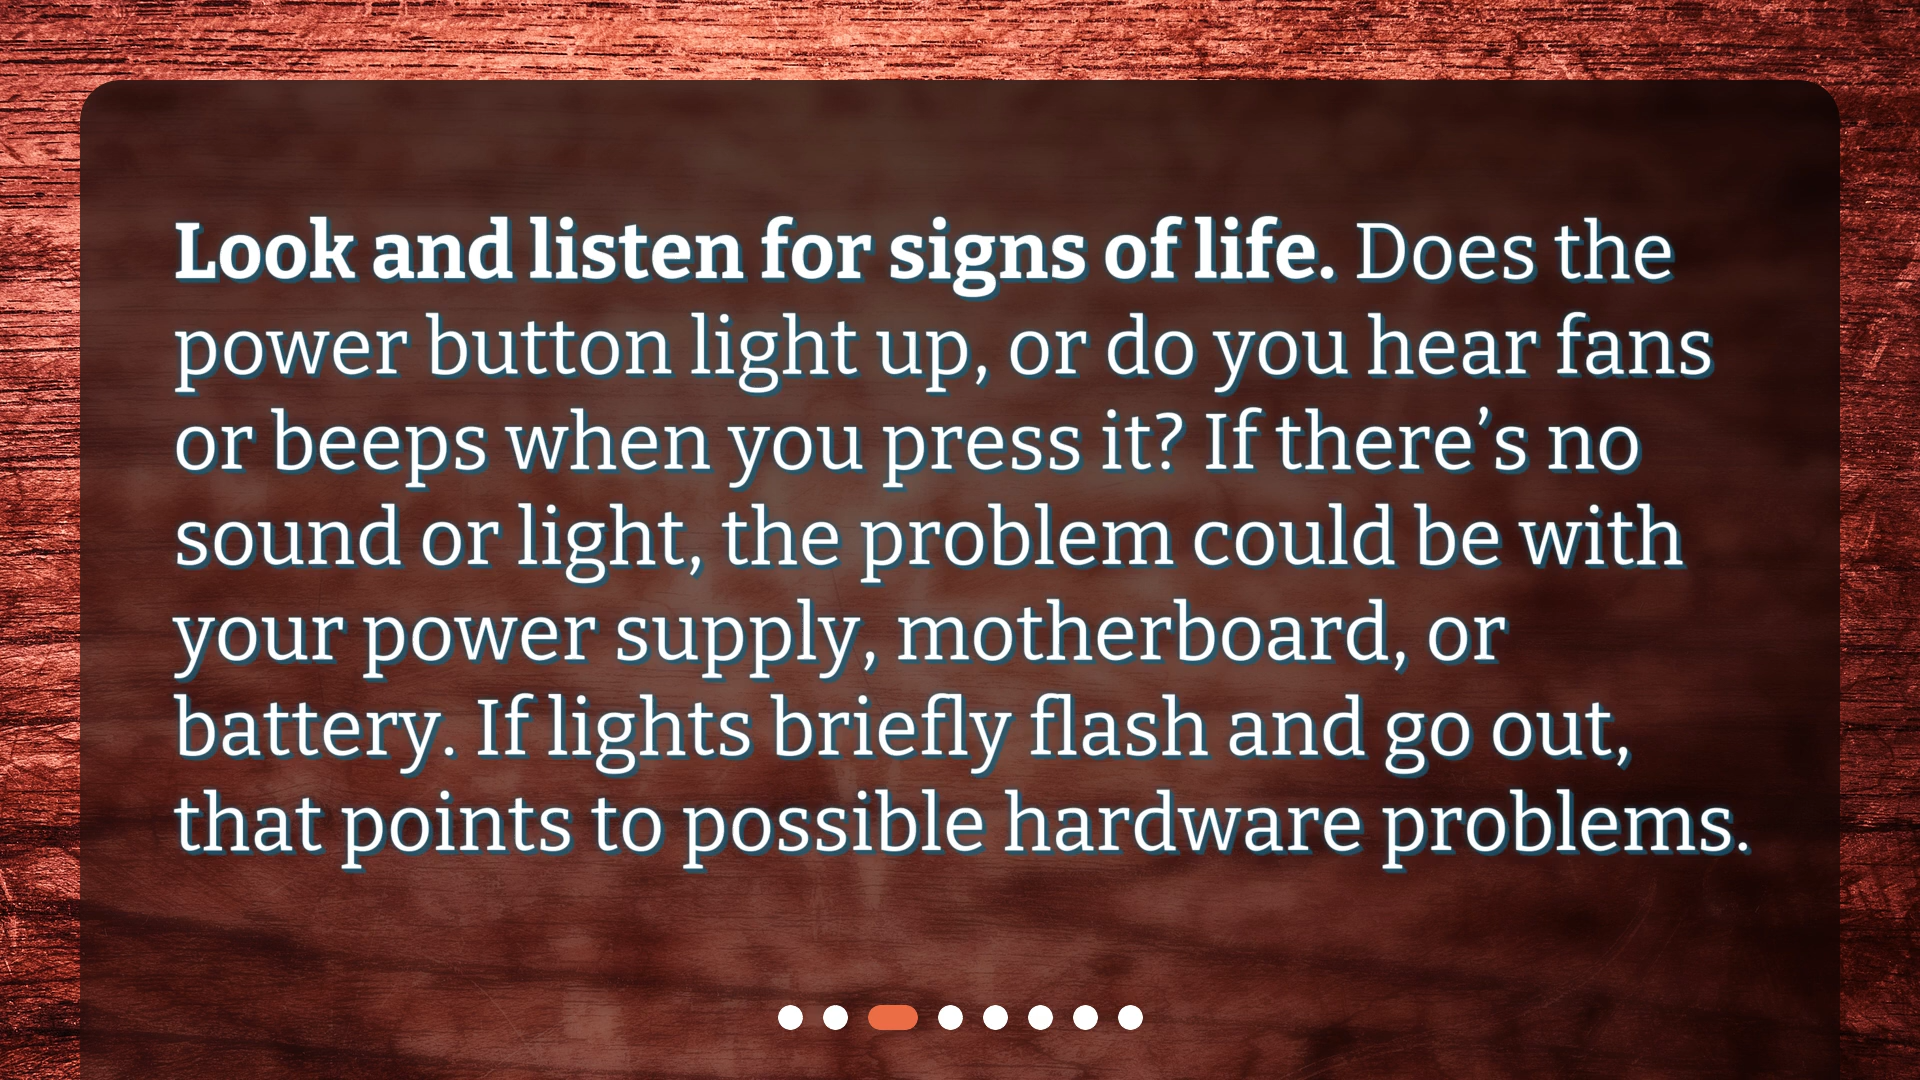 Look and listen for signs of life. Does the
power button light up, or do you hear fans
or beeps when you press it? If there’s no
sound or light, the problem could be with
your power supply, motherboard, or
battery. If lights briefly flash and go out,
that points to possible hardware problems.